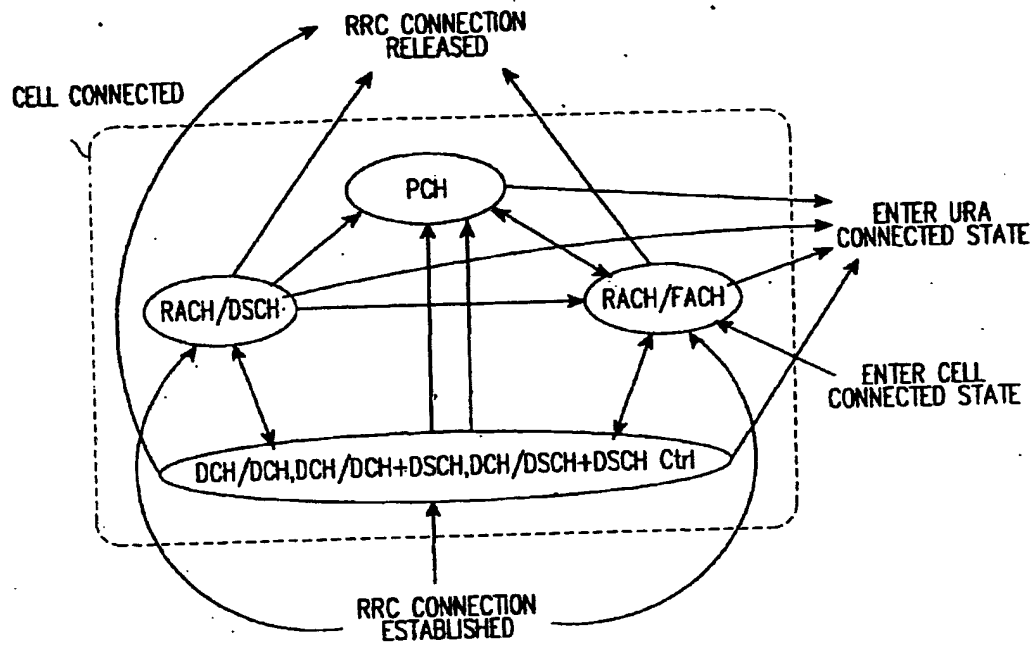 RRC CONNECTION
RELEASED
CELL CONNECTED
PCH
ENTER URA
CONNECTED STATE
RACH/DSCH
RACH/FACH
ENTER CELL
CONNECTED STATE
DCH/DCH,DCH/DCH+DSCH,DCH/DSCH+DSCH Ctrl
RRC CONNECTION
ESTABLISHED